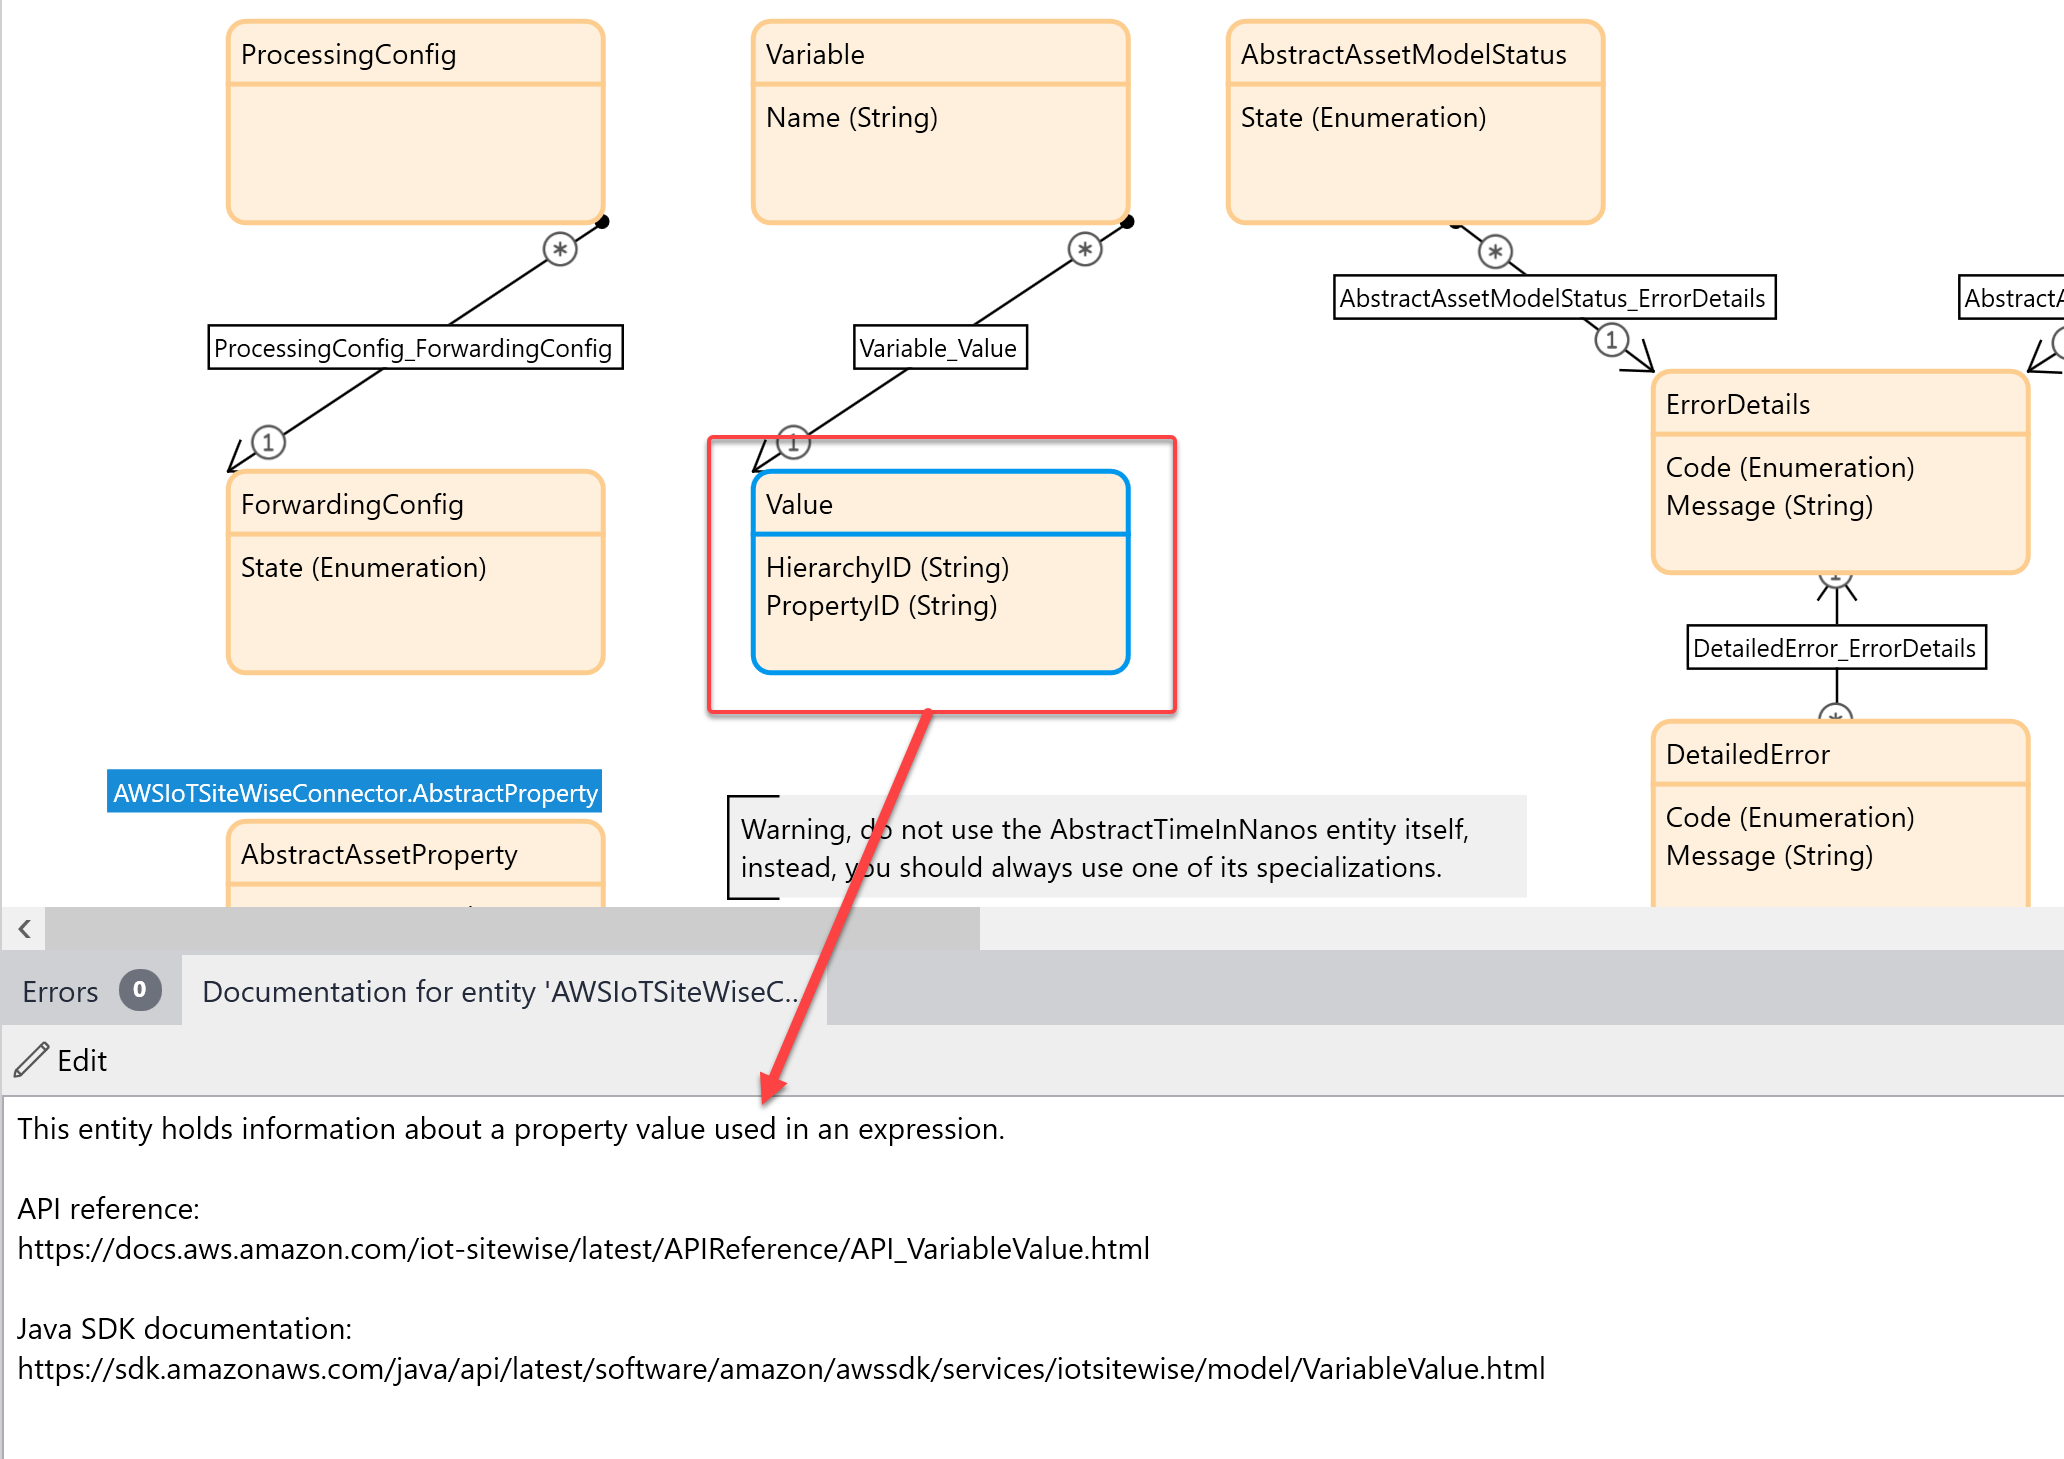 ProcessingConfig
Variable
Name (String)
AbstractAssetModelStatus
State (Enumeration)
*
*
*
AbstractAssetModelStatus_ErrorDetails
ProcessingConfig_ForwardingConfig
Variable_Value
1
1
1
ErrorDetails
Code (Enumeration)
Message (String)
ForwardingConfig
State (Enumeration)
Value
HierarchyID (String)
PropertyID (String)
1
DetailedError_ErrorDetails
*
DetailedError
Code (Enumeration)
Message (String)
AWSIoTSiteWiseConnector.AbstractProperty
AbstractAssetProperty
Warning, do not use the AbstractTimeInNanos entity itself,
instead, you should always use one of its specializations.
Errors 0
Documentation for entity 'AWSIoTSiteWiseC...
Edit
This entity holds information about a property value used in an expression.
API reference:
https://docs.aws.amazon.com/iot-sitewise/latest/APIReference/API_VariableValue.html
Java SDK documentation:
https://sdk.amazonaws.com/java/api/latest/software/amazon/awssdk/services/iotsitewise/model/VariableValue.html